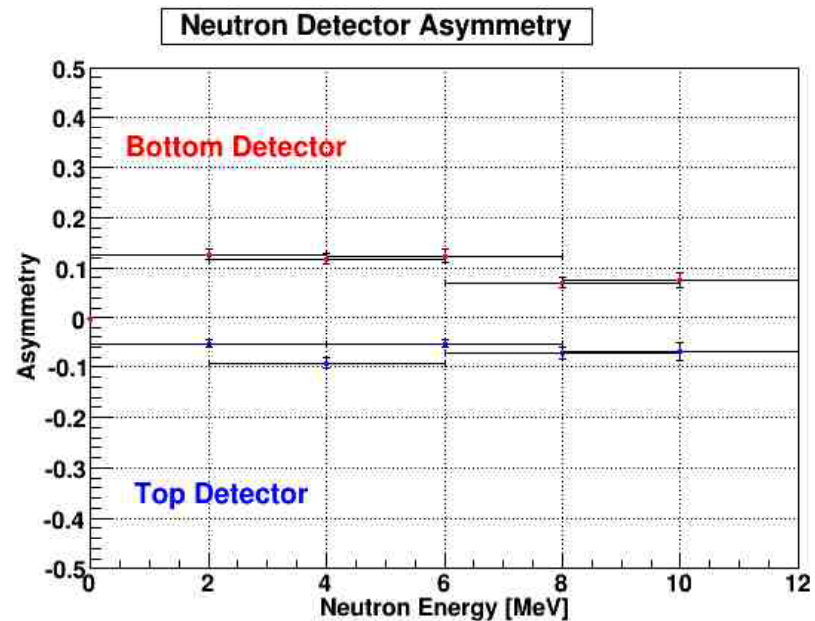 Neutron Detector Asymmetry
0.5
0.4
Bottom Detector
0.3
0.2
0.1
0
-0.1
-0.2
-0.3
Top Detector
-0.4
-0.5
Asymmetry
0 2 4 6 8 10 12
Neutron Energy [MeV]